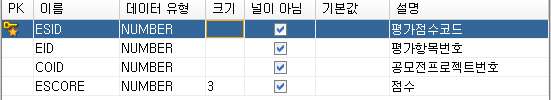 PK 이름 데이터 유형 크기 널이 아님 기본값 설명
ESID NUMBER 평가점수코드
EID NUMBER 평가항목번호
COID NUMBER 공모전프로젝트번호
ESCORE NUMBER 3 점수